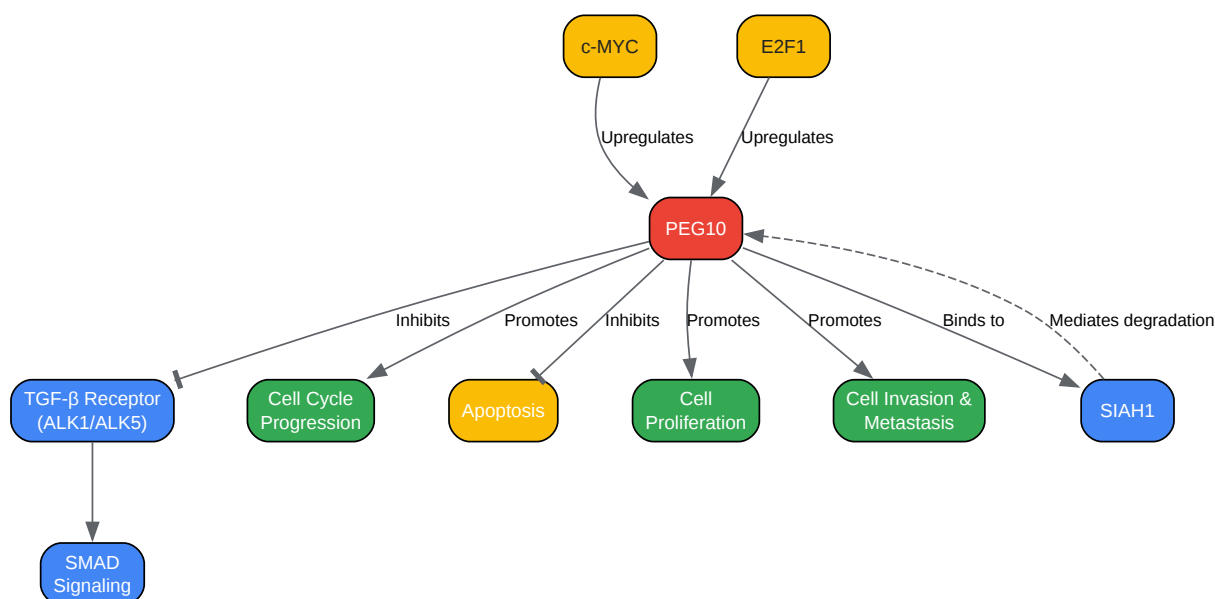 c-MYC
E2F1
Upregulates
Upregulates
PEG10
Inhibits
Promotes
Inhibits
Promotes
Promotes
Binds to
Mediates degradation
TGF-β Receptor
(ALK1/ALK5)
Cell Cycle
Progression
Apoptosis
Cell
Proliferation
Cell Invasion &
Metastasis
SIAH1
SMAD
Signaling